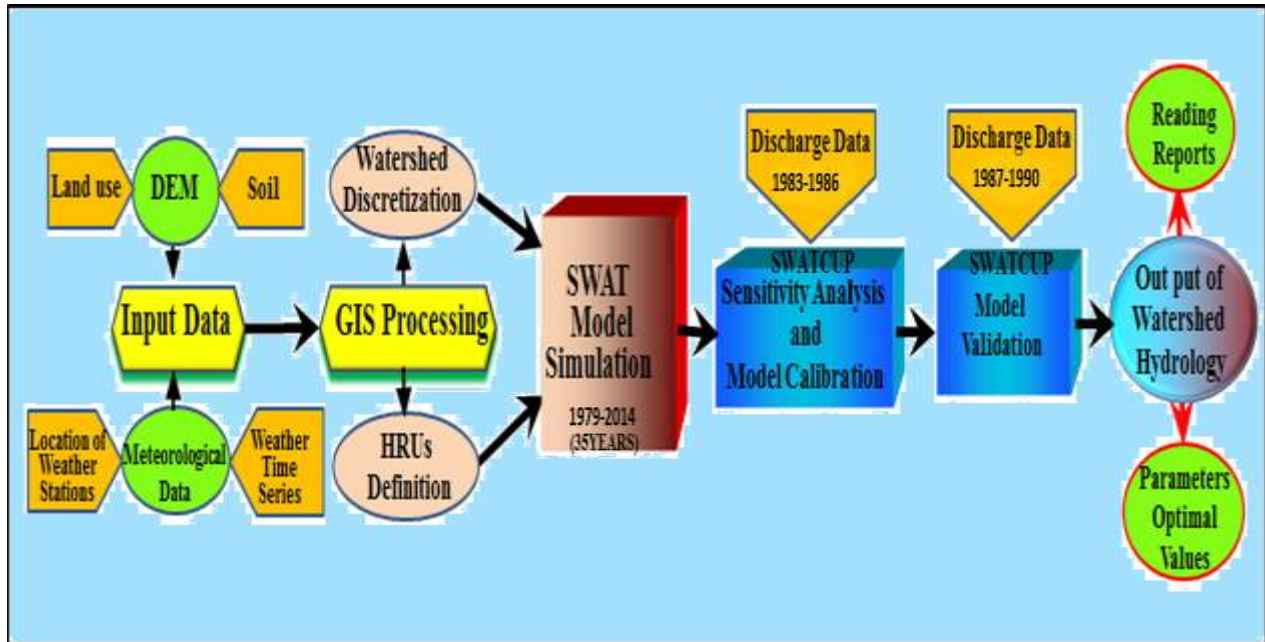 Land use
DEM
Soil
Input Data
Location of
Weather
Stations
Meteorological
Data
Weather
Time
Series
Watershed
Discretization
GIS Processing
HRUs
Definition
SWAT
Model
Simulation
1979-2014
(35YEARS)
Discharge Data
1983-1986
SWATCUP
Sensitivity Analysis
and
Model Calibration
Discharge Data
1987-1990
SWATCUP
Model
Validation
Reading
Reports
Out put of
Watershed
Hydrology
Parameters
Optimal
Values